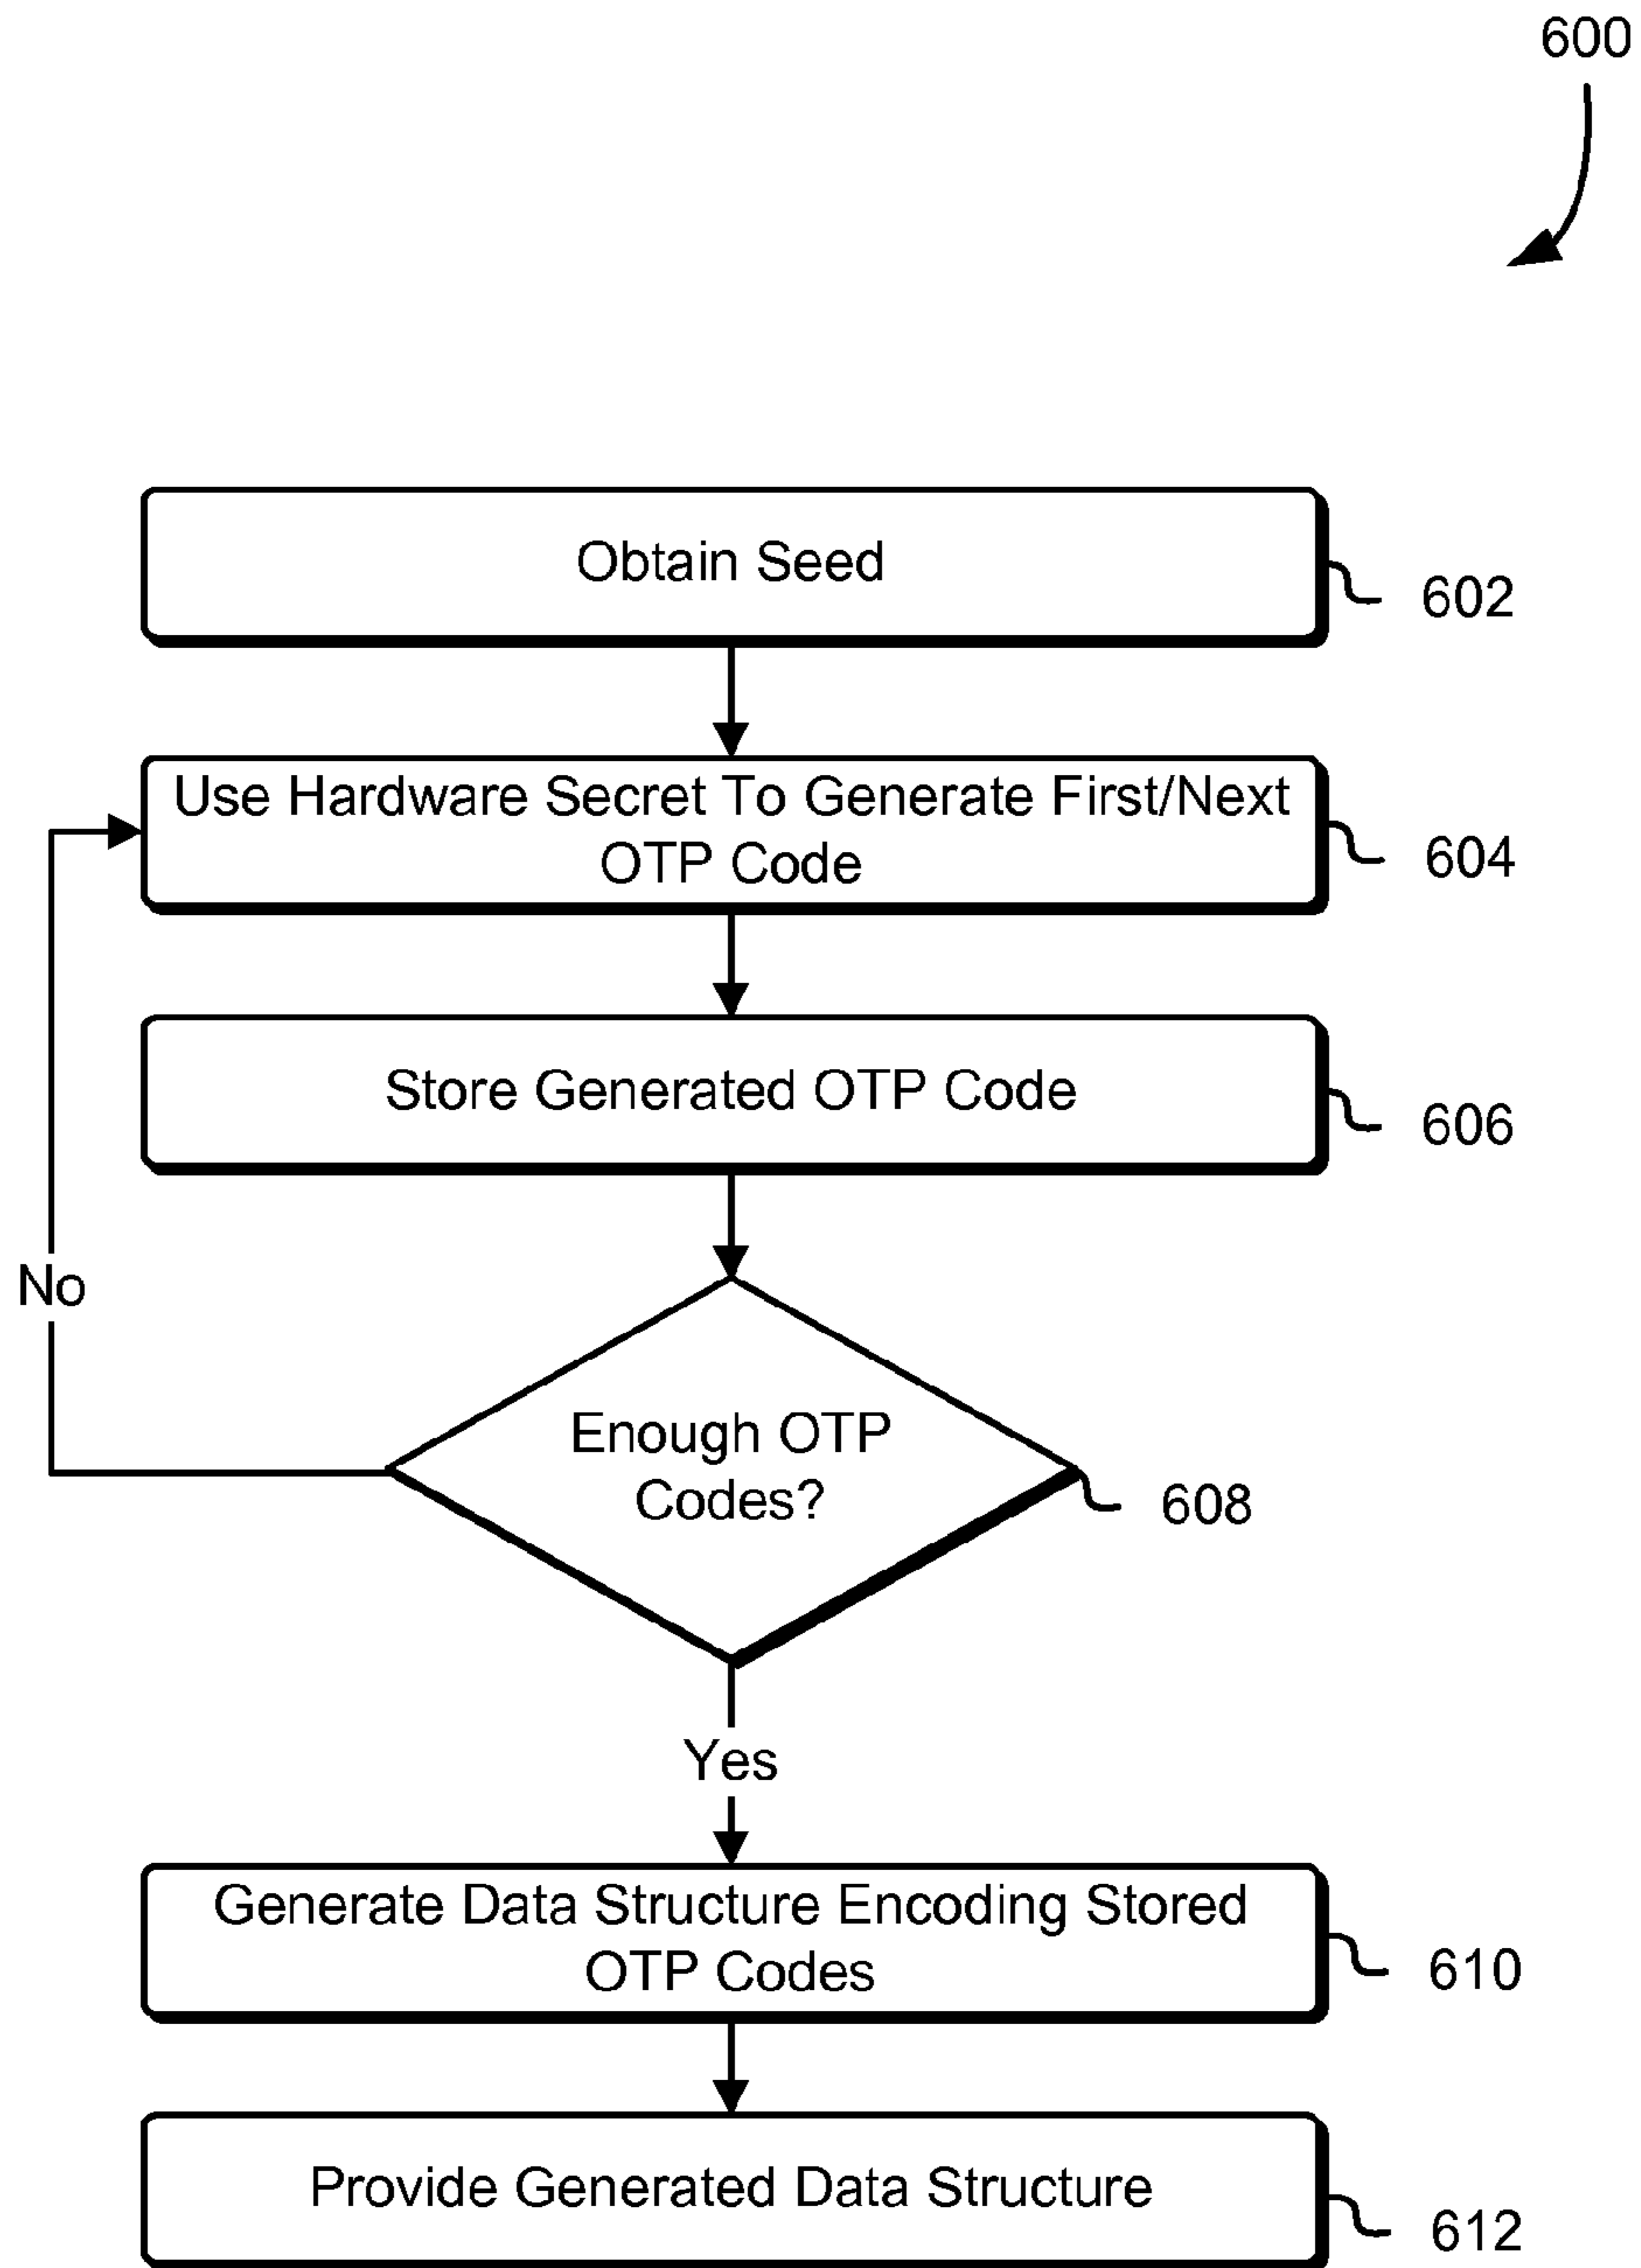 600
Obtain Seed
602
Use Hardware Secret To Generate First/Next
OTP Code
604
Store Generated OTP Code
606
No
Enough OTP
Codes?
608
Yes
Generate Data Structure Encoding Stored
OTP Codes
610
Provide Generated Data Structure
612